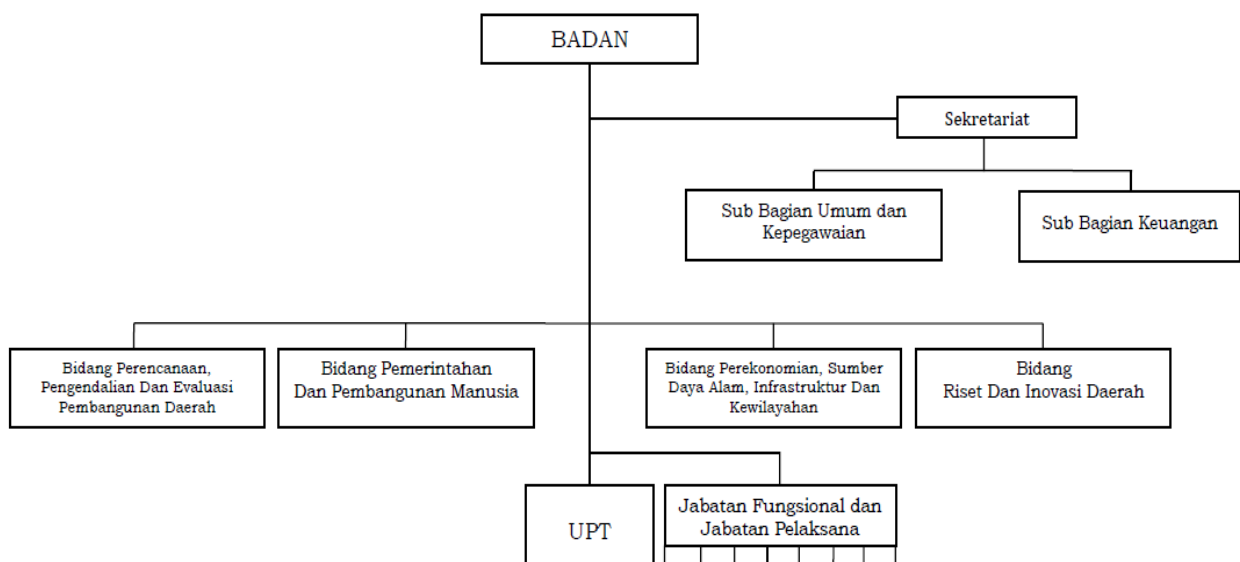 BADAN
Sekretariat
Sub Bagian Umum dan
Kepegawaian
Sub Bagian Keuangan
Bidang Perencanaan,
Pengendalian Dan Evaluasi
Pembangunan Daerah
Bidang Pemerintahan
Dan Pembangunan Manusia
Bidang Perekonomian, Sumber
Daya Alam, Infrastruktur Dan
Kewilayahan
Bidang
Riset Dan Inovasi Daerah
UPT
Jabatan Fungsional dan
Jabatan Pelaksana